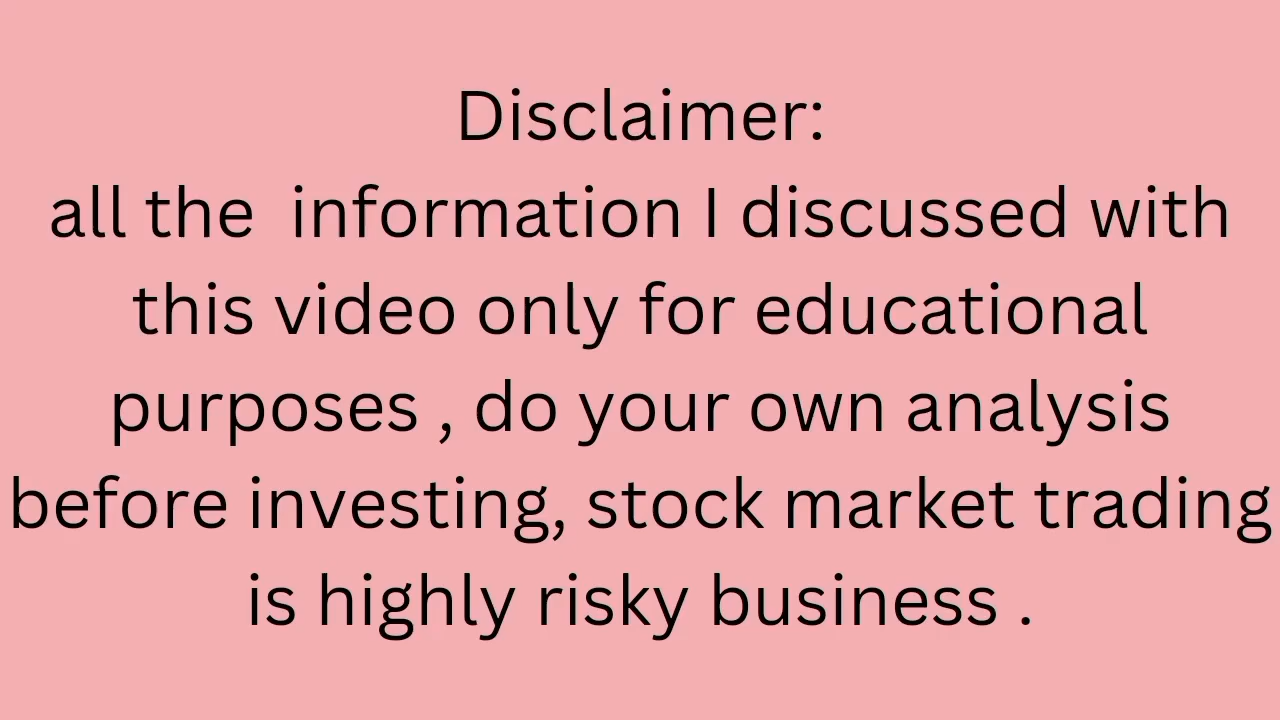 Disclaimer:
all the  information I discussed with
this video only for educational
purposes , do your own analysis
before investing, stock market trading
is highly risky business .